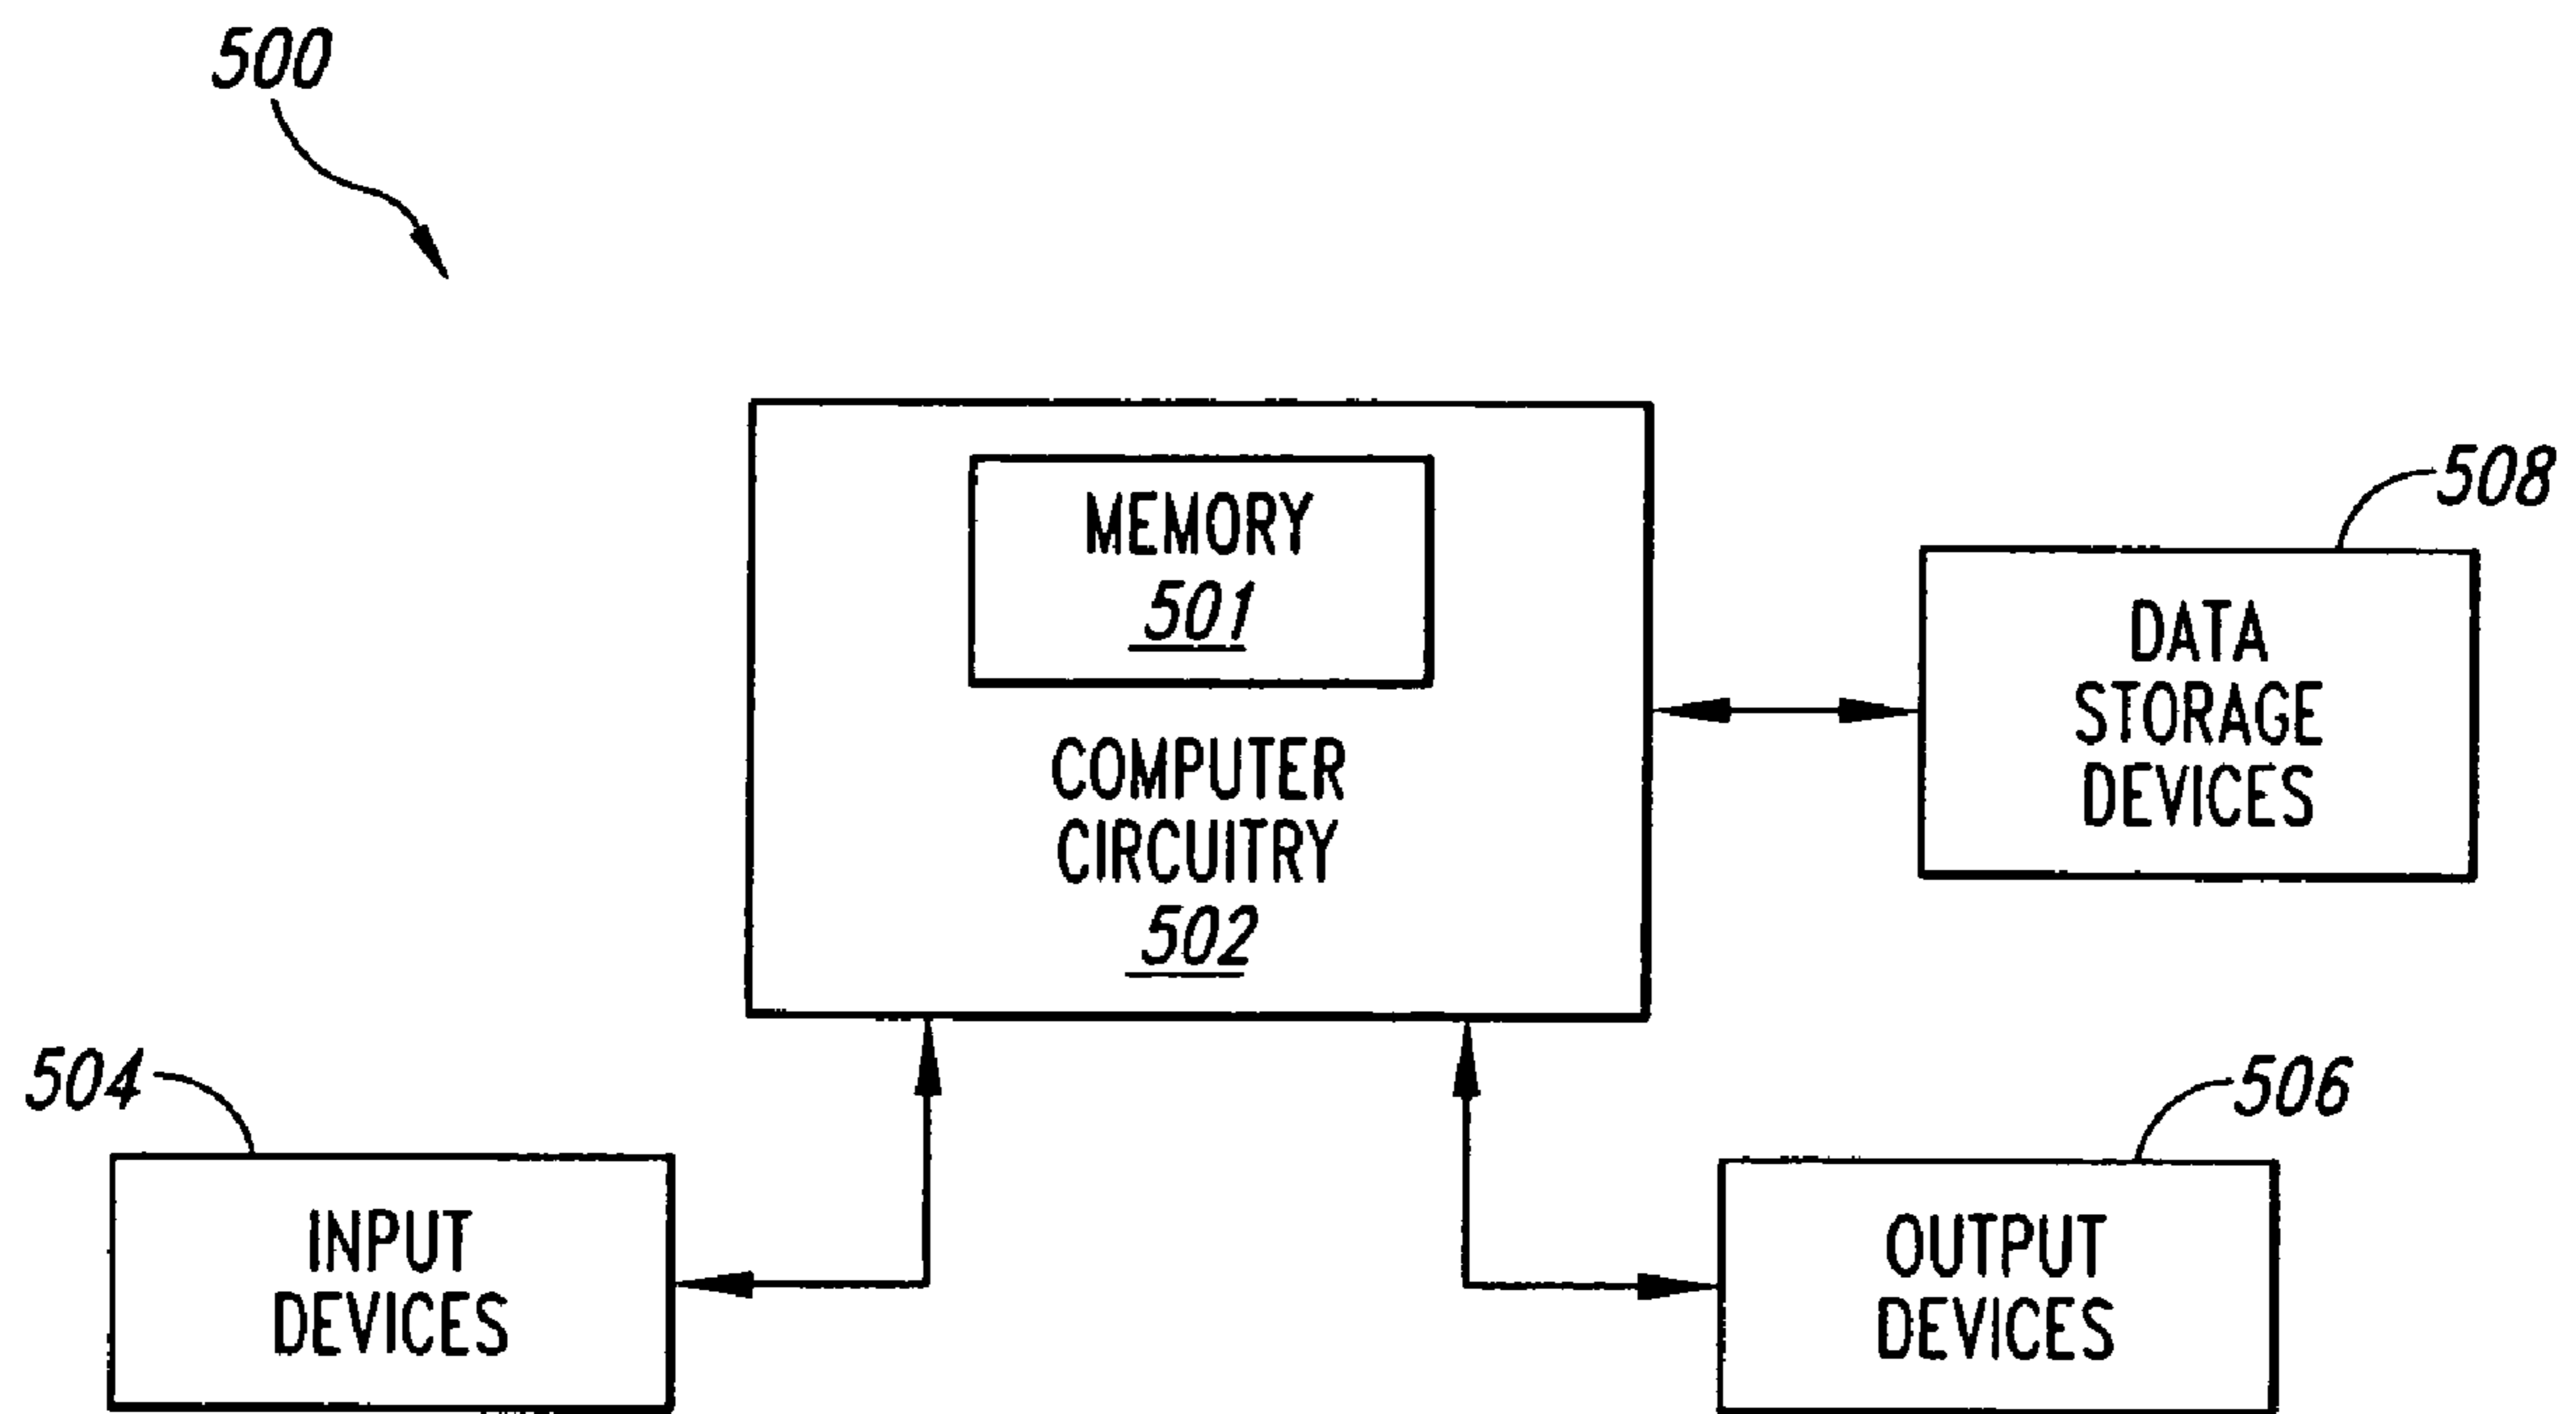 500
MEMORY
501
COMPUTER
CIRCUITRY
502
508
DATA
STORAGE
DEVICES
504
INPUT
DEVICES
506
OUTPUT
DEVICES